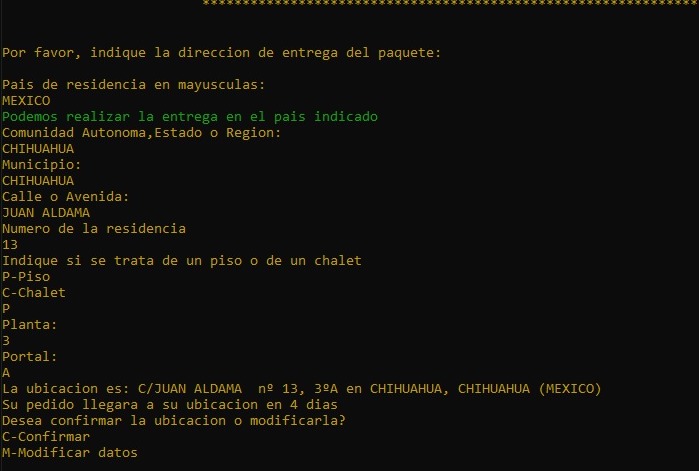 **************************************************************
Por favor, indique la direccion de entrega del paquete:
Pais de residencia en mayusculas:
MEXICO
Podemos realizar la entrega en el pais indicado
Comunidad Autonoma,Estado o Region:
CHIHUAHUA
Municipio:
CHIHUAHUA
Calle o Avenida:
JUAN ALDAMA
Numero de la residencia
13
Indique si se trata de un piso o de un chalet
P-Piso
C-Chalet
P
Planta:
3
Portal:
A
La ubicacion es: C/JUAN ALDAMA  nº 13, 3ºA en CHIHUAHUA, CHIHUAHUA (MEXICO)
Su pedido llegara a su ubicacion en 4 dias
Desea confirmar la ubicacion o modificarla?
C-Confirmar
M-Modificar datos